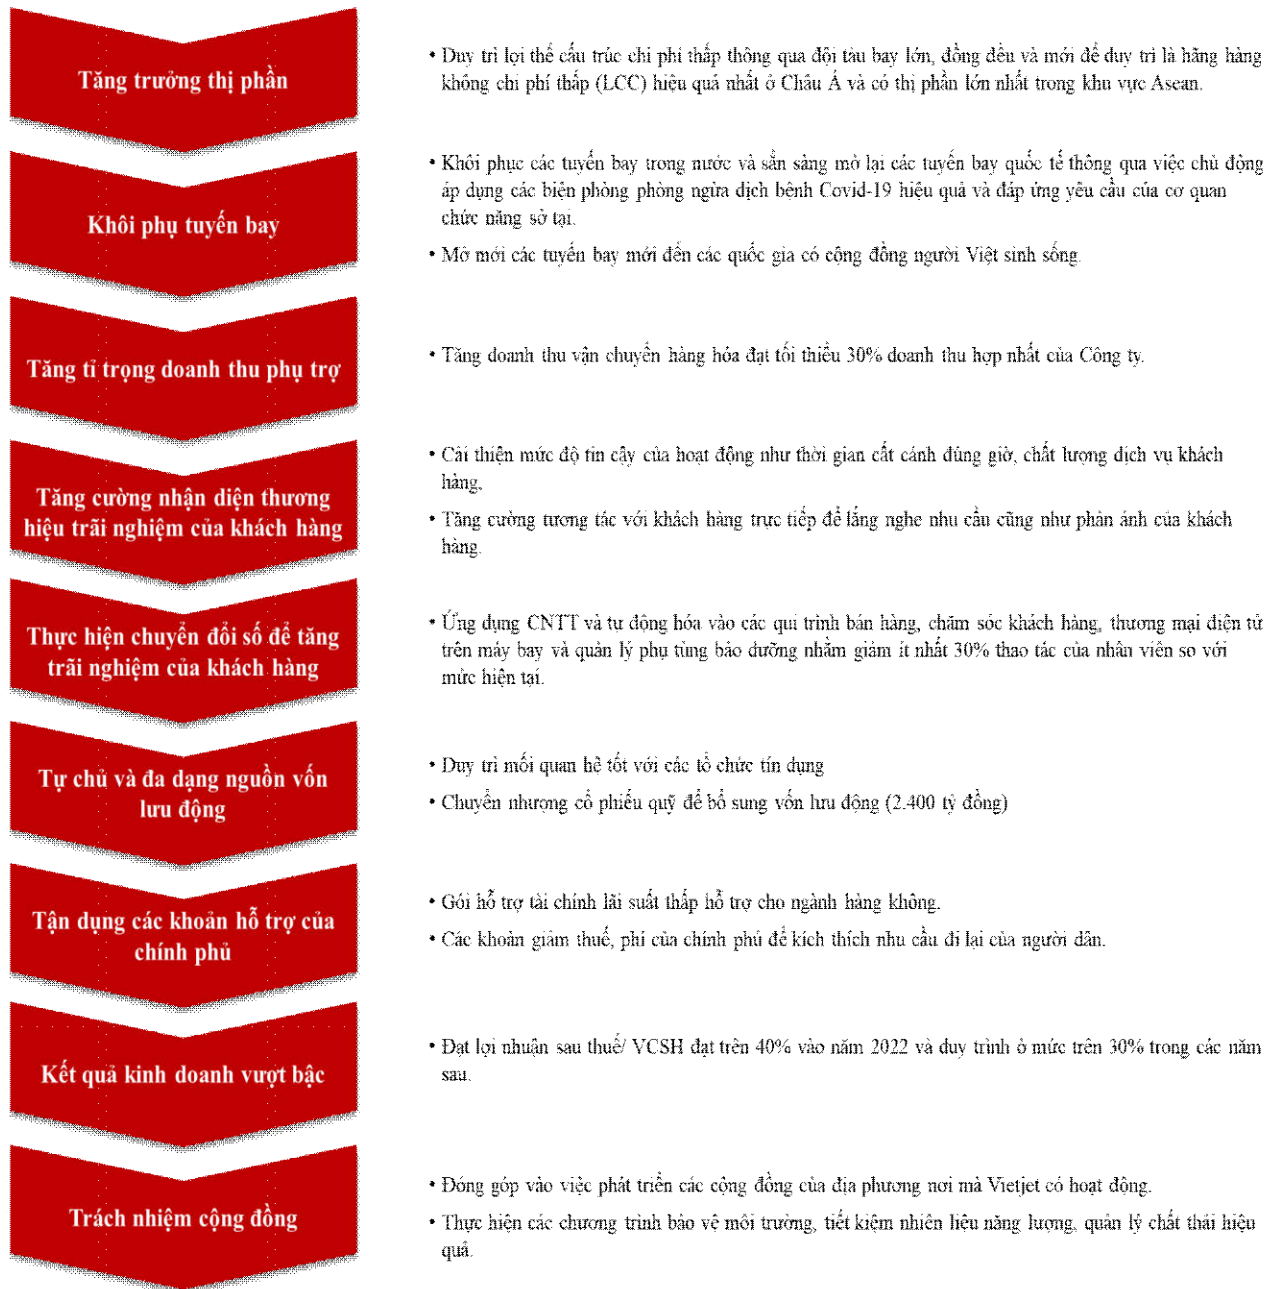 Tăng trưởng thị phần
• Duy trì lợi thế cấu trúc chi phí thấp thông qua đội tàu bay lớn, đồng đều và mới để duy trì là hãng hàng
không chi phí thấp (LCC) hiệu quả nhất ở Châu Á và có thị phần lớn nhất trong khu vực Asean.
Khôi phụ tuyến bay
• Khôi phục các tuyến bay trong nước và sẵn sàng mở lại các tuyến bay quốc tế thông qua việc chủ động
áp dụng các biện phòng phòng ngừa dịch bệnh Covid-19 hiệu quả và đáp ứng yêu cầu của cơ quan
chức năng sở tại.
• Mở mới các tuyến bay mới đến các quốc gia có cộng đồng người Việt sinh sống.
Tăng tỉ trọng doanh thu phụ trợ
• Tăng doanh thu vận chuyển hàng hóa đạt tối thiểu 30% doanh thu hợp nhất của Công ty.
Tăng cường nhận diện thương
hiệu trãi nghiệm của khách hàng
• Cải thiện mức độ tin cậy của hoạt động như thời gian cất cánh đúng giờ, chất lượng dịch vụ khách
hàng,
• Tăng cường tương tác với khách hàng trực tiếp để lắng nghe nhu cầu cũng như phản ánh của khách
hàng.
Thực hiện chuyển đổi số để tăng
trãi nghiệm của khách hàng
• Ứng dụng CNTT và tự động hóa vào các qui trình bán hàng, chăm sóc khách hàng, thương mại điện tử
trên máy bay và quản lý phụ tùng bảo dưỡng nhằm giảm ít nhất 30% thao tác của nhân viên so với
mức hiện tại.
Tự chủ và đa dạng nguồn vốn
lưu động
• Duy trì mối quan hệ tốt với các tổ chức tín dụng
• Chuyển nhượng cổ phiếu quỹ để bổ sung vốn lưu động (2.400 tỷ đồng)
Tận dụng các khoản hỗ trợ của
chính phủ
• Gói hỗ trợ tài chính lãi suất thấp hỗ trợ cho ngành hàng không.
• Các khoản giảm thuế, phí của chính phủ để kích thích nhu cầu đi lại của người dân.
Kết quả kinh doanh vượt bậc
• Đạt lợi nhuận sau thuế/ VCSH đạt trên 40% vào năm 2022 và duy trình ở mức trên 30% trong các năm
sau.
Trách nhiệm cộng đồng
• Đóng góp vào việc phát triển các cộng đồng của địa phương nơi mà Vietjet có hoạt động.
• Thực hiện các chương trình bảo vệ môi trường, tiết kiệm nhiên liệu năng lượng, quản lý chất thải hiệu
quả.